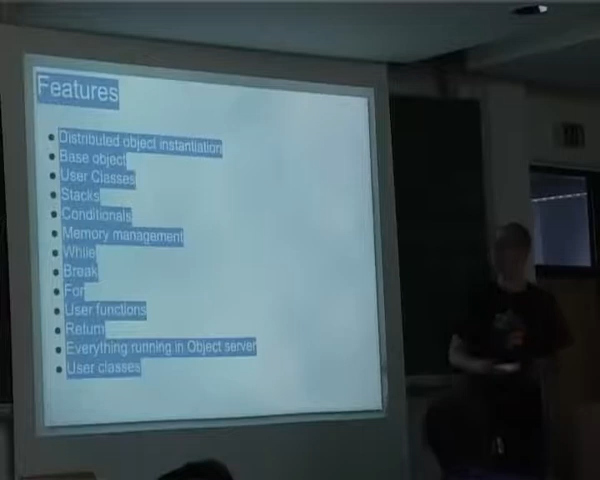 Features
Distributed object instantiation
Base object
User Classes
Stacks
Conditionals
Memory management
While
Break
For
User functions
Return
Everything running in Object server
User classes